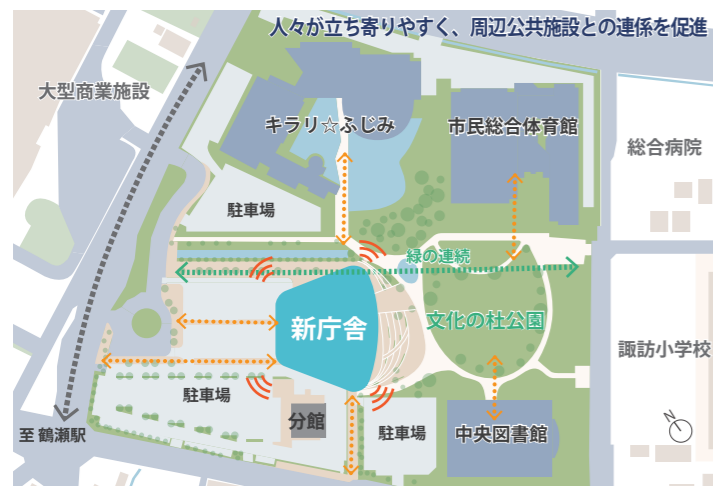 人々が立ち寄りやすく、周辺公共施設との連係を促進
大型商業施設
キラリ☆ふじみ
市民総合体育館
総合病院
駐車場
緑の連続
新庁舎
文化の杜公園
諏訪小学校
駐車場
分館
駐車場
中央図書館
至 鶴瀬駅
N